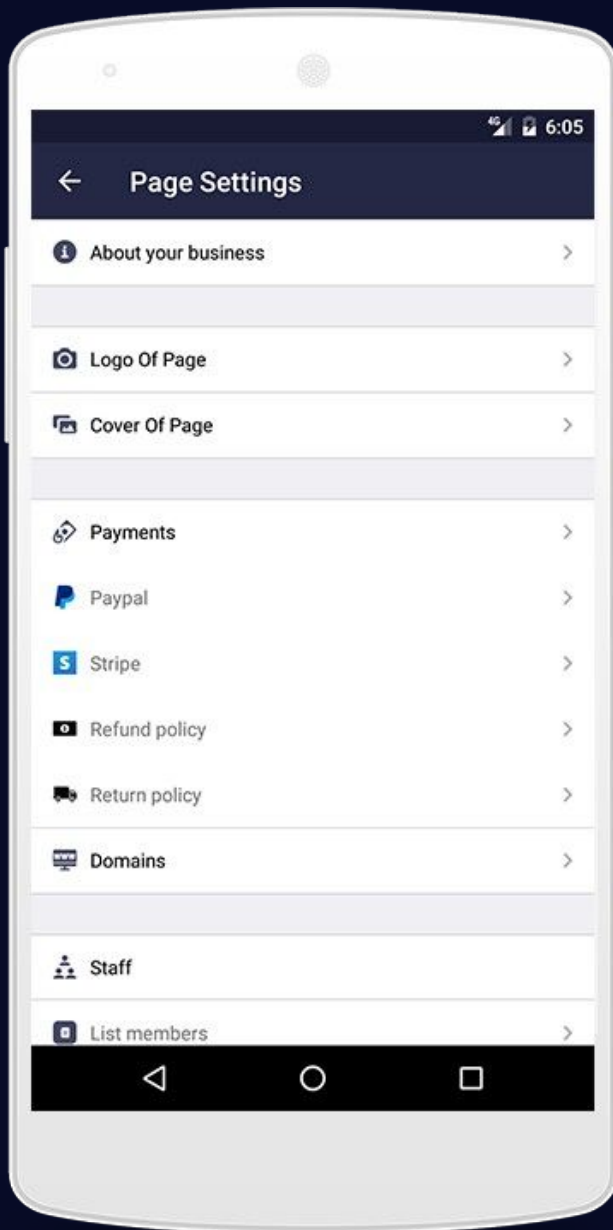 4G 6:05
Page Settings
About your business
Logo Of Page
Cover Of Page
Payments
Paypal
Stripe
Refund policy
Return policy
Domains
Staff
List members